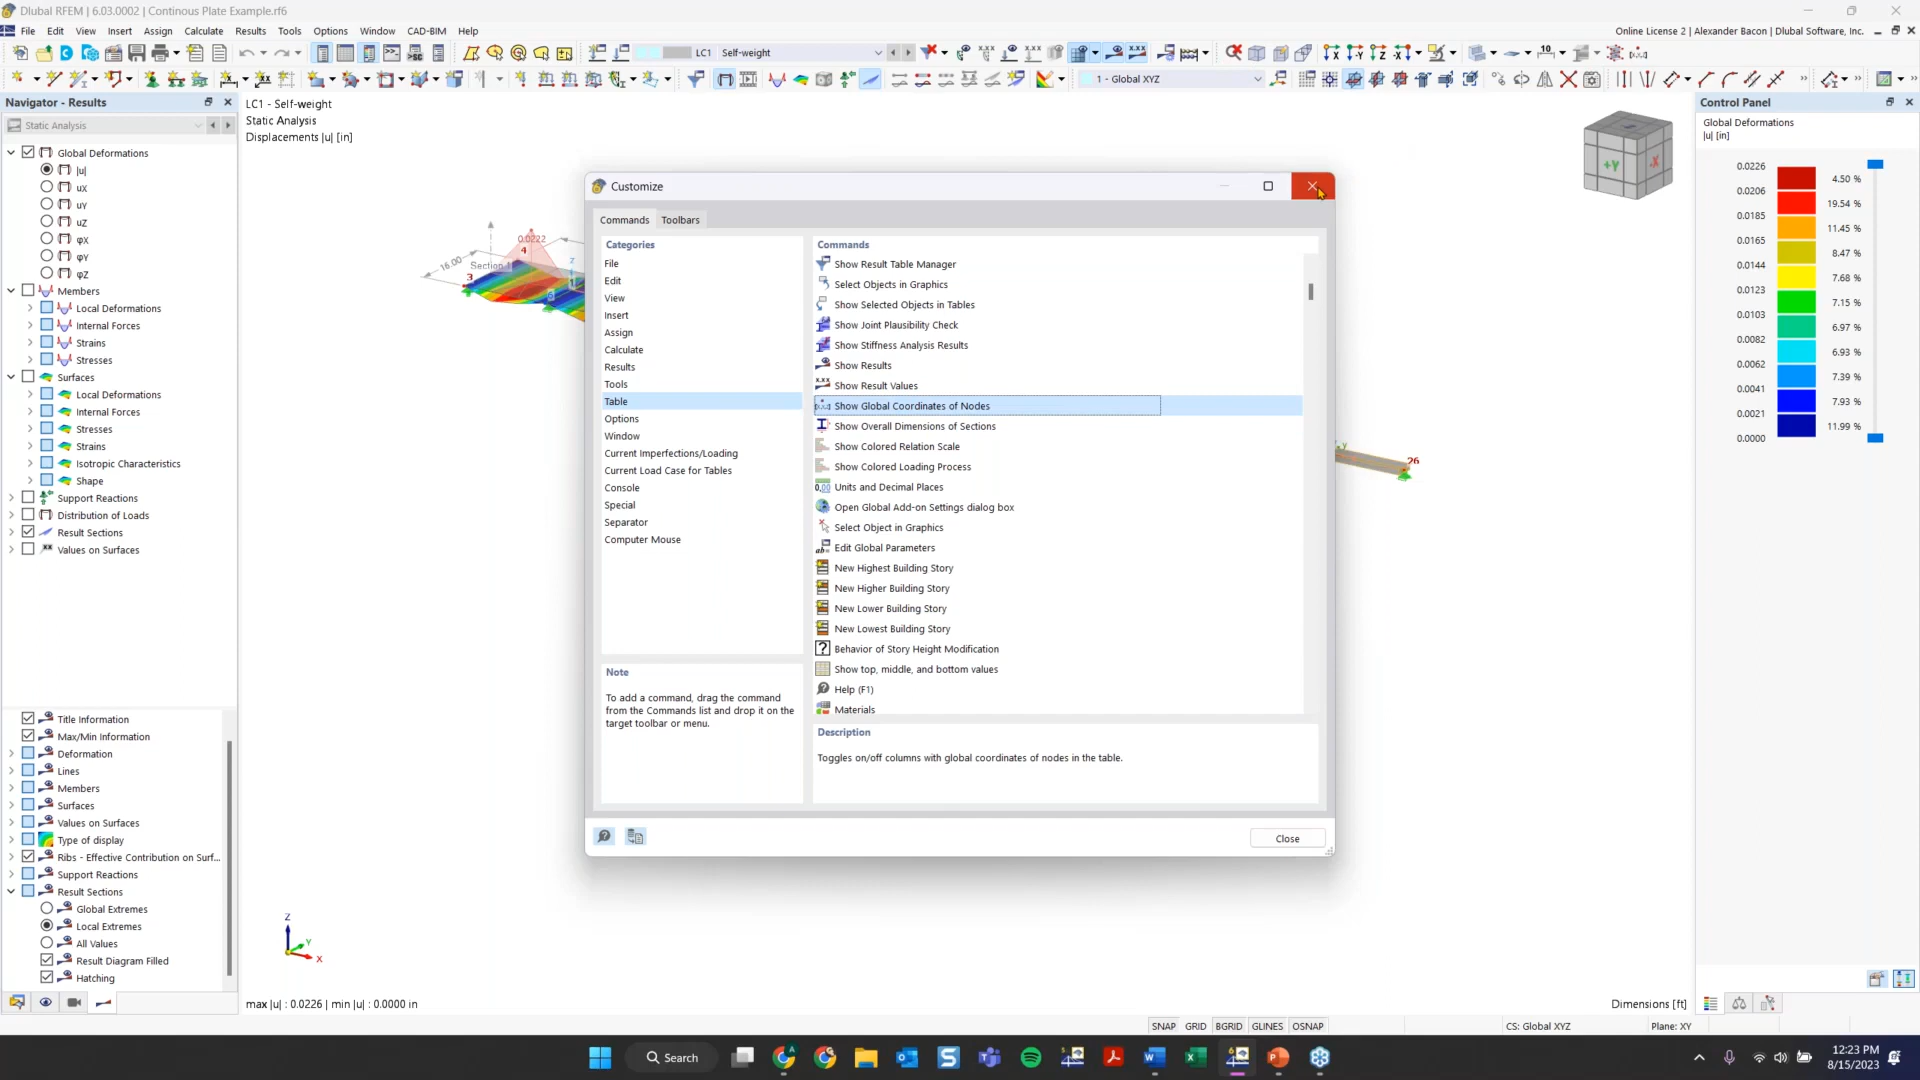 Dlubal RFEM | 6.03.0002 | Continous Plate Example.rf6
File Edit View Insert Assign Calculate Results Tools Options Window CAD-BIM Help
Online License 2 | Alexander Bacon | Dlubal Software, Inc.
LC1 Self-weight
1 - Global XYZ
Navigator - Results
Static Analysis
Global Deformations
|u|
uX
uY
uZ
φX
φY
φZ
Members
Local Deformations
Internal Forces
Strains
Stresses
Surfaces
Local Deformations
Internal Forces
Stresses
Strains
Isotropic Characteristics
Shape
Support Reactions
Distribution of Loads
Result Sections
Values on Surfaces
Title Information
Max/Min Information
Deformation
Lines
Members
Surfaces
Values on Surfaces
Type of display
Ribs - Effective Contribution on Surf...
Support Reactions
Result Sections
Global Extremes
Local Extremes
All Values
Result Diagram Filled
Hatching
LC1 - Self-weight
Static Analysis
Displacements |u| [in]
0.0222
4
16.00
Section
3
26
+Y
-X
Z
Y
X
max |u| : 0.0226 | min |u| : 0.0000 in
Dimensions [ft]
Customize
Commands Toolbars
Categories
File
Edit
View
Insert
Assign
Calculate
Results
Tools
Table
Options
Window
Current Imperfections/Loading
Current Load Case for Tables
Console
Special
Separator
Computer Mouse
Note
To add a command, drag the command
from the Commands list and drop it on the
target toolbar or menu.
Commands
Show Result Table Manager
Select Objects in Graphics
Show Selected Objects in Tables
Show Joint Plausibility Check
Show Stiffness Analysis Results
Show Results
Show Result Values
Show Global Coordinates of Nodes
Show Overall Dimensions of Sections
Show Colored Relation Scale
Show Colored Loading Process
Units and Decimal Places
Open Global Add-on Settings dialog box
Select Object in Graphics
Edit Global Parameters
New Highest Building Story
New Higher Building Story
New Lower Building Story
New Lowest Building Story
Behavior of Story Height Modification
Show top, middle, and bottom values
Help (F1)
Materials
Description
Toggles on/off columns with global coordinates of nodes in the table.
Close
Control Panel
Global Deformations
|u| [in]
0.0226
4.50 %
0.0206
19.54 %
0.0185
11.45 %
0.0165
8.47 %
0.0144
7.68 %
0.0123
7.15 %
0.0103
6.97 %
0.0082
6.93 %
0.0062
7.39 %
0.0041
7.93 %
0.0021
11.99 %
0.0000
SNAP GRID BGRID GLINES OSNAP
CS: Global XYZ
Plane: XY
Search
12:23 PM
8/15/2023